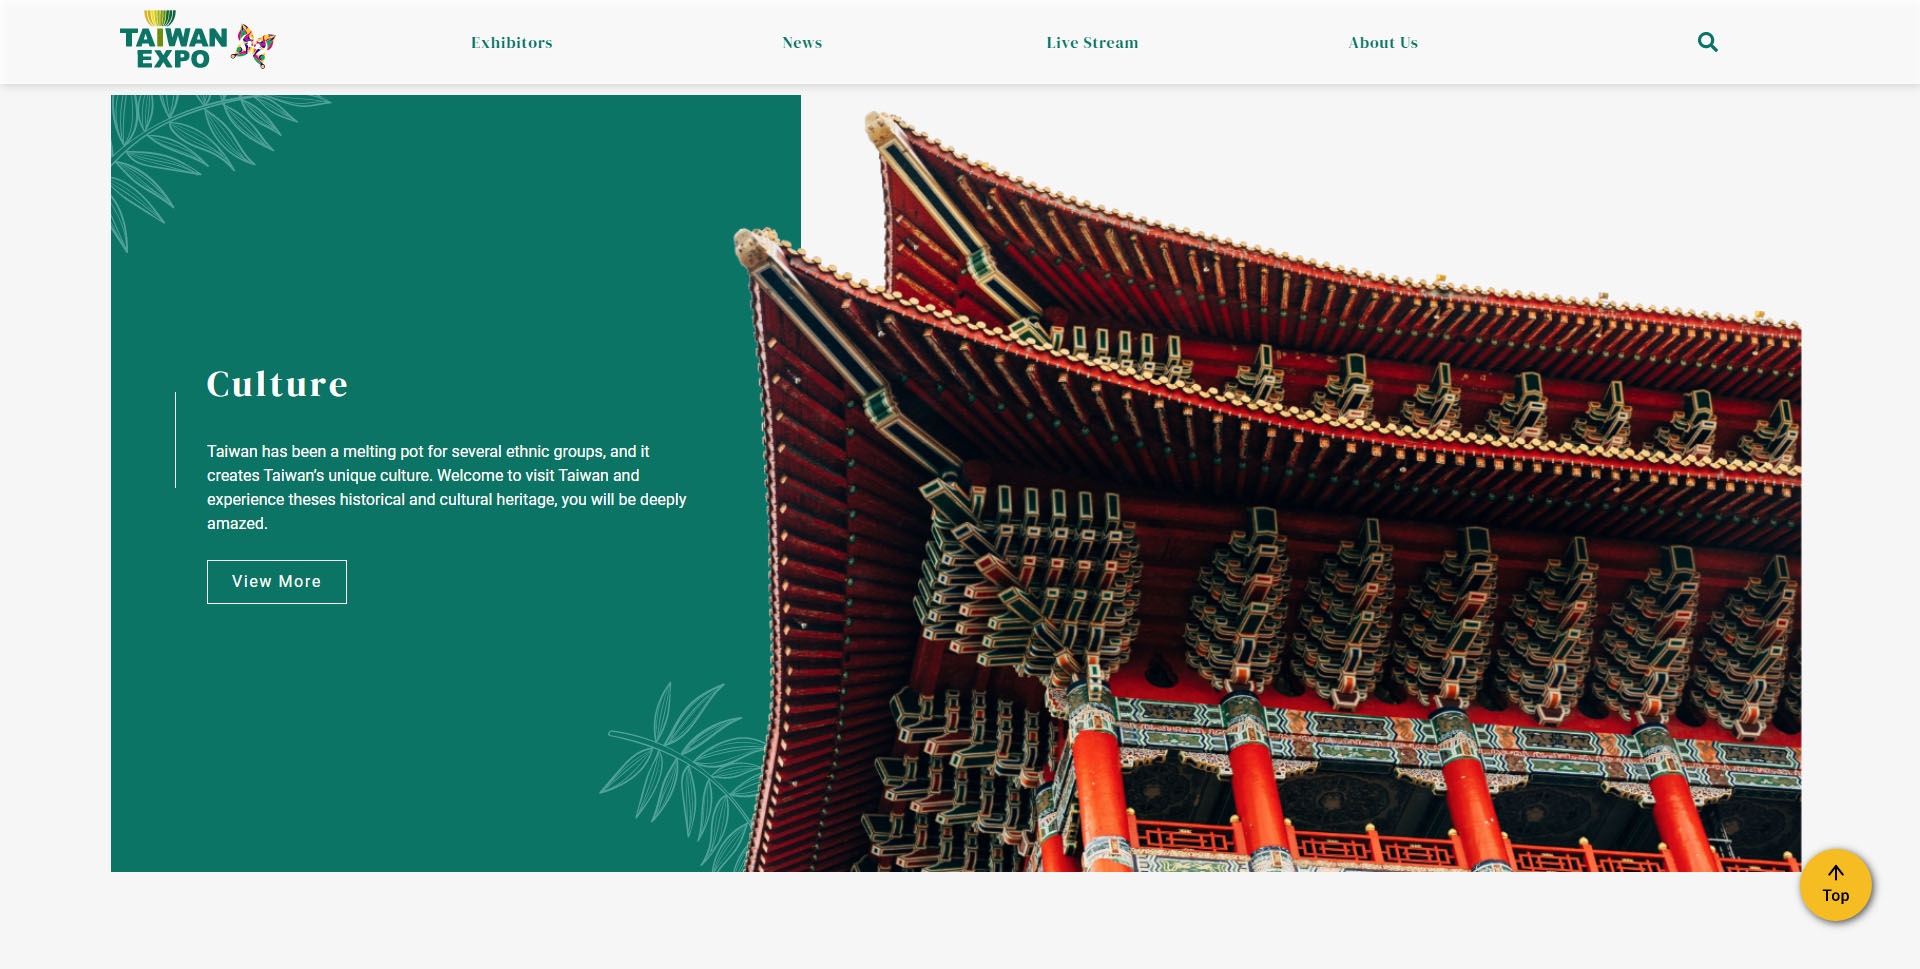 TAIWAN
EXPO
Exhibitors
News
Live Stream
About Us
Culture
Taiwan has been a melting pot for several ethnic groups, and it
creates Taiwan’s unique culture. Welcome to visit Taiwan and
experience theses historical and cultural heritage, you will be deeply
amazed.
View More
Top